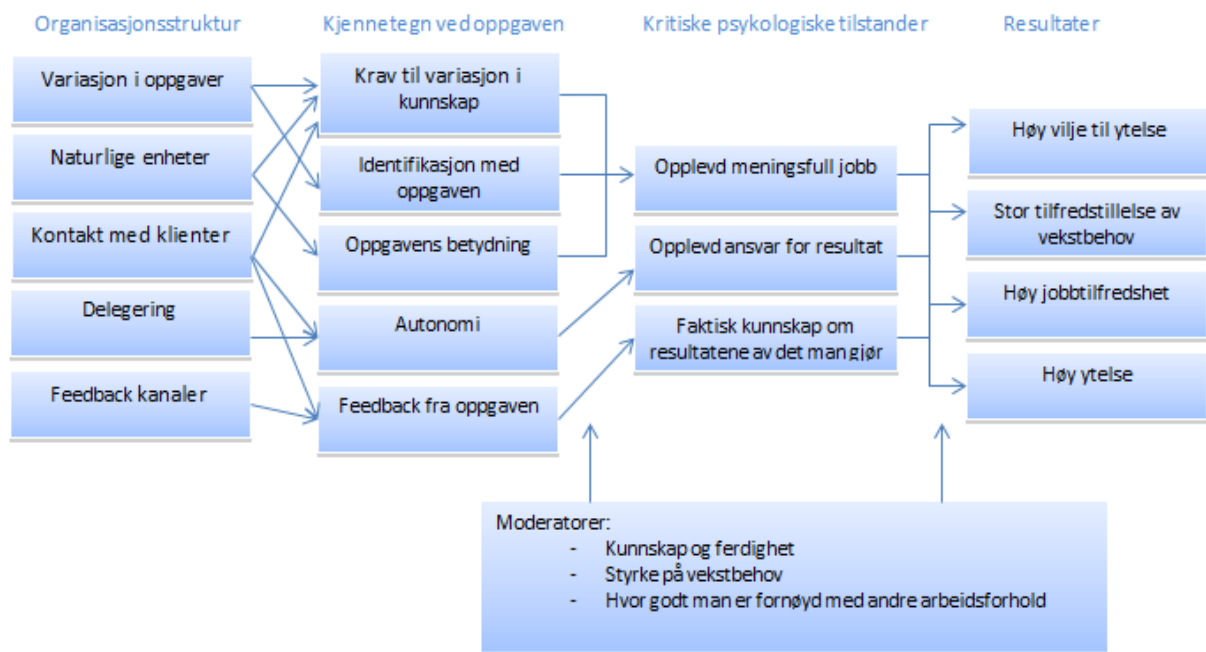 Organisasjonsstruktur
Kjennetegn ved oppgaven
Kritiske psykologiske tilstander
Resultater
Variasjon i oppgaver
Naturlige enheter
Kontakt med klienter
Delegering
Feedback kanaler
Krav til variasjon i
kunnskap
Identifikasjon med
oppgaven
Oppgavens betydning
Autonomi
Feedback fra oppgaven
Opplevd meningsfull jobb
Opplevd ansvar for resultat
Faktisk kunnskap om
resultatene av det man gjør
Høy vilje til ytelse
Stor tilfredstillelse av
vekstbehov
Høy jobbtilfredshet
Høy ytelse
Moderatorer:
- Kunnskap og ferdighet
- Styrke på vekstbehov
- Hvor godt man er fornøyd med andre arbeidsforhold